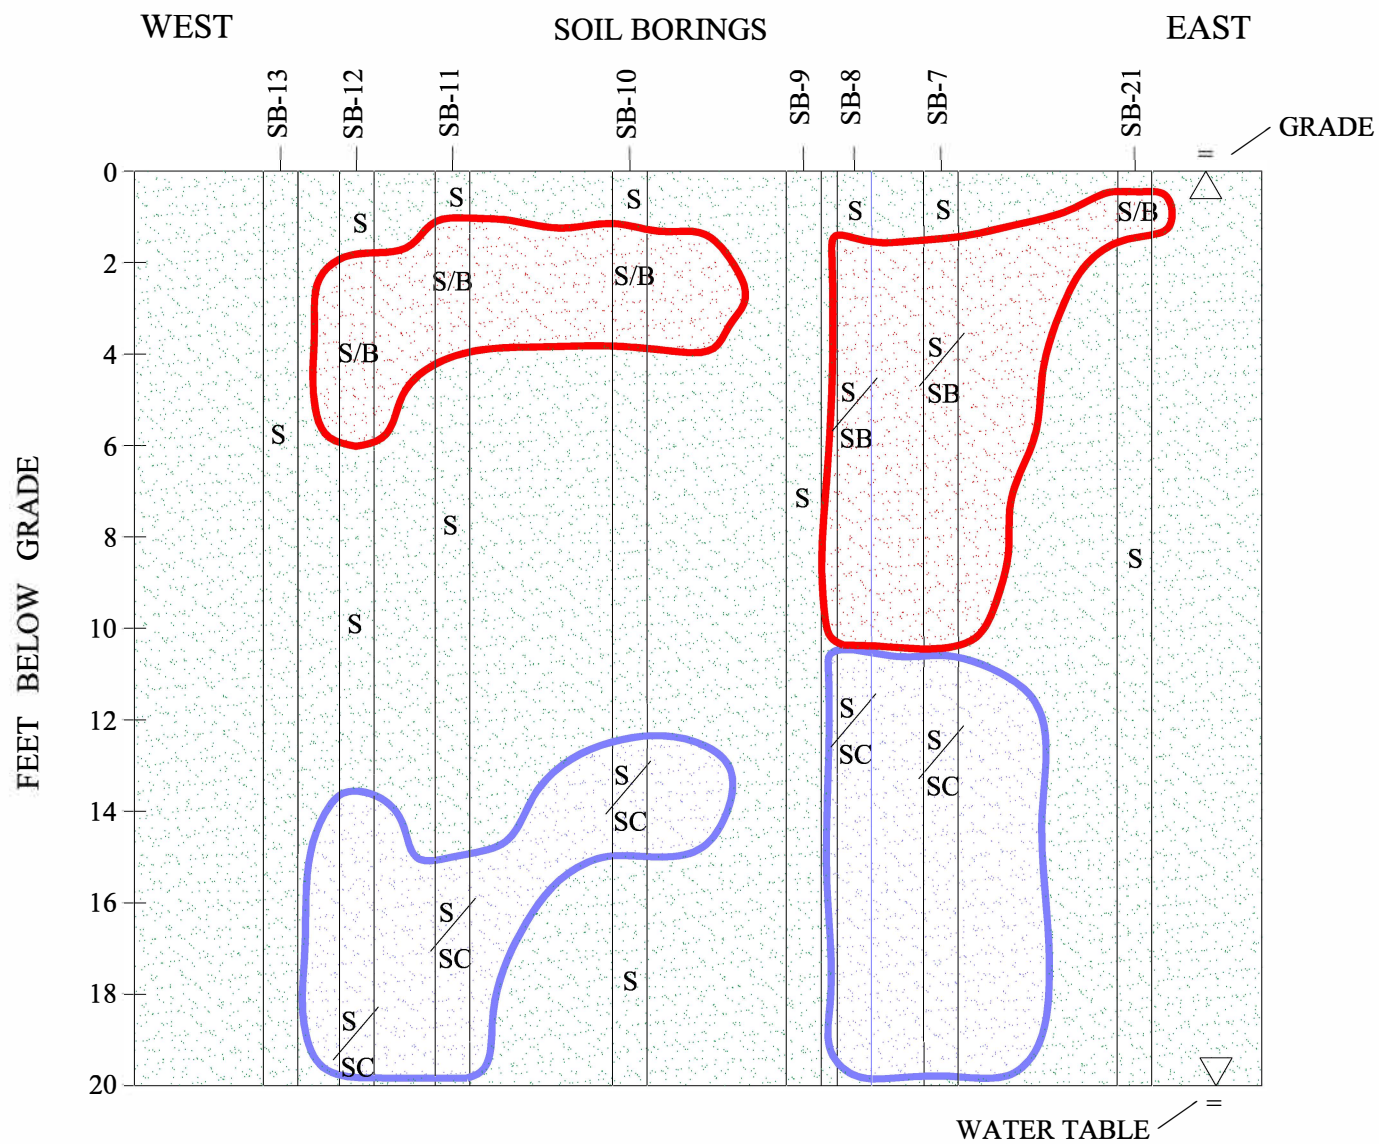 WEST SOIL BORINGS EAST
SB-13 SB-12 SB-11 SB-10 SB-9 SB-8 SB-7 SB-21
GRADE
=
0
S S S S S S/B
2
S/B S/B
S
4
S/B
S SB
SB
S
6
S
S
8
S
S
10
12
S
S
SC
S
SC
14
SC
16
S
SC
S
18
S
SC
20
=
WATER TABLE
FEET BELOW GRADE